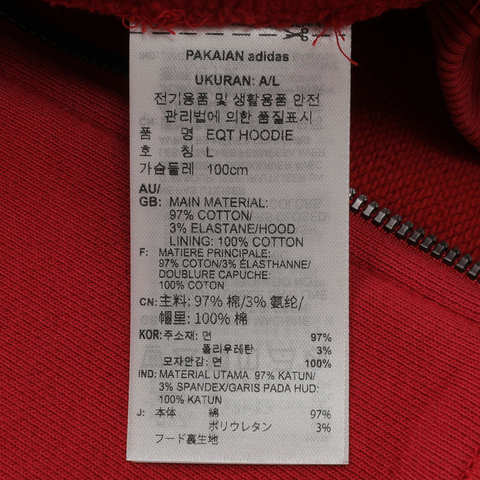 PAKAIAN adidas
UKURAN: A/L
전기용품 및 생활용품 안전
관리법에 의한 품질표시
품 명 EQT HOODIE
호 칭 L
가슴둘레 100cm
AU/
GB: MAIN MATERIAL:
97% COTTON/
3% ELASTANE/HOOD
LINING: 100% COTTON
F: MATIERE PRINCIPALE:
97% COTON/3% ELASTHANNE/
DOUBLURE CAPUCHE:
100% COTON
CN: 主料: 97% 棉/3% 氨纶/
帽里: 100% 棉
KOR: 주소재: 면 97%
폴리우레탄 3%
모자안감: 면 100%
IND: MATERIAL UTAMA: 97% KATUN/
3% SPANDEX/GARIS PADA HUD:
100% KATUN
J: 本体 綿 97%
ポリウレタン 3%
フード裏生地